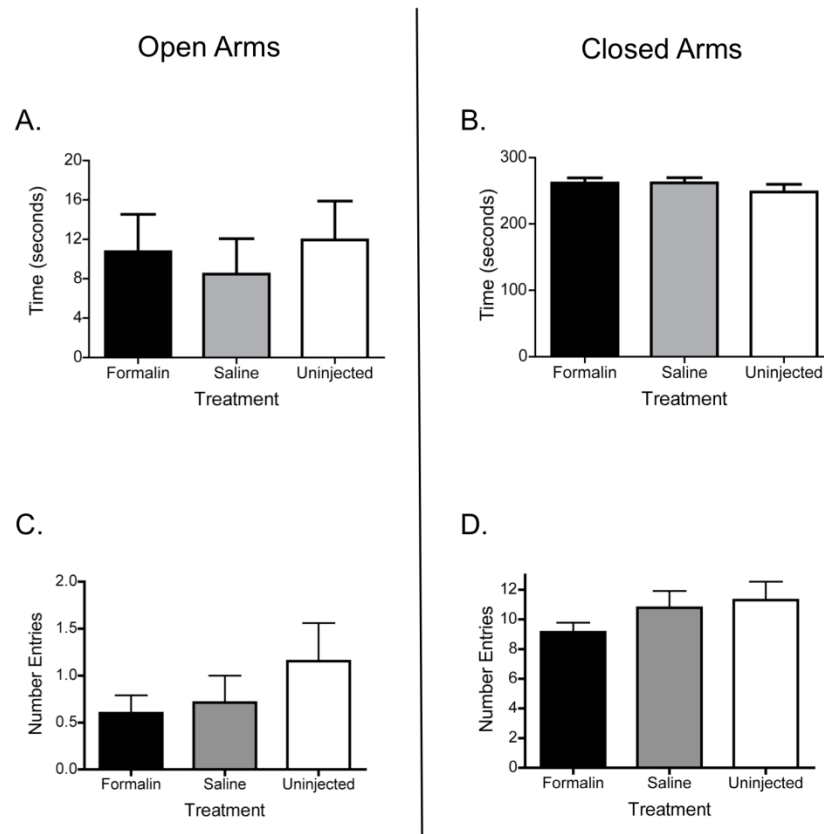 Open Arms
Closed Arms
A.
Time (seconds)
20
16
12
8
4
0
Formalin Saline Uninjected
Treatment
B.
Time (seconds)
300
200
100
0
Formalin Saline Uninjected
Treatment
C.
Number Entries
2.0
1.5
1.0
0.5
0.0
Formalin Saline Uninjected
Treatment
D.
Number Entries
12
10
8
6
4
2
0
Formalin Saline Uninjected
Treatment